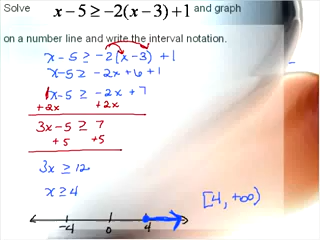 Solve x − 5 ≥ −2(x − 3) + 1 and graph
on a number line and write the interval notation.
x − 5 ≥ −2(x − 3) + 1
x − 5 ≥ −2x + 6 + 1
1x − 5 ≥ −2x + 7
+2x +2x
3x − 5 ≥ 7
+5 +5
3x ≥ 12
x ≥ 4
[4, +∞)
−4 0 4